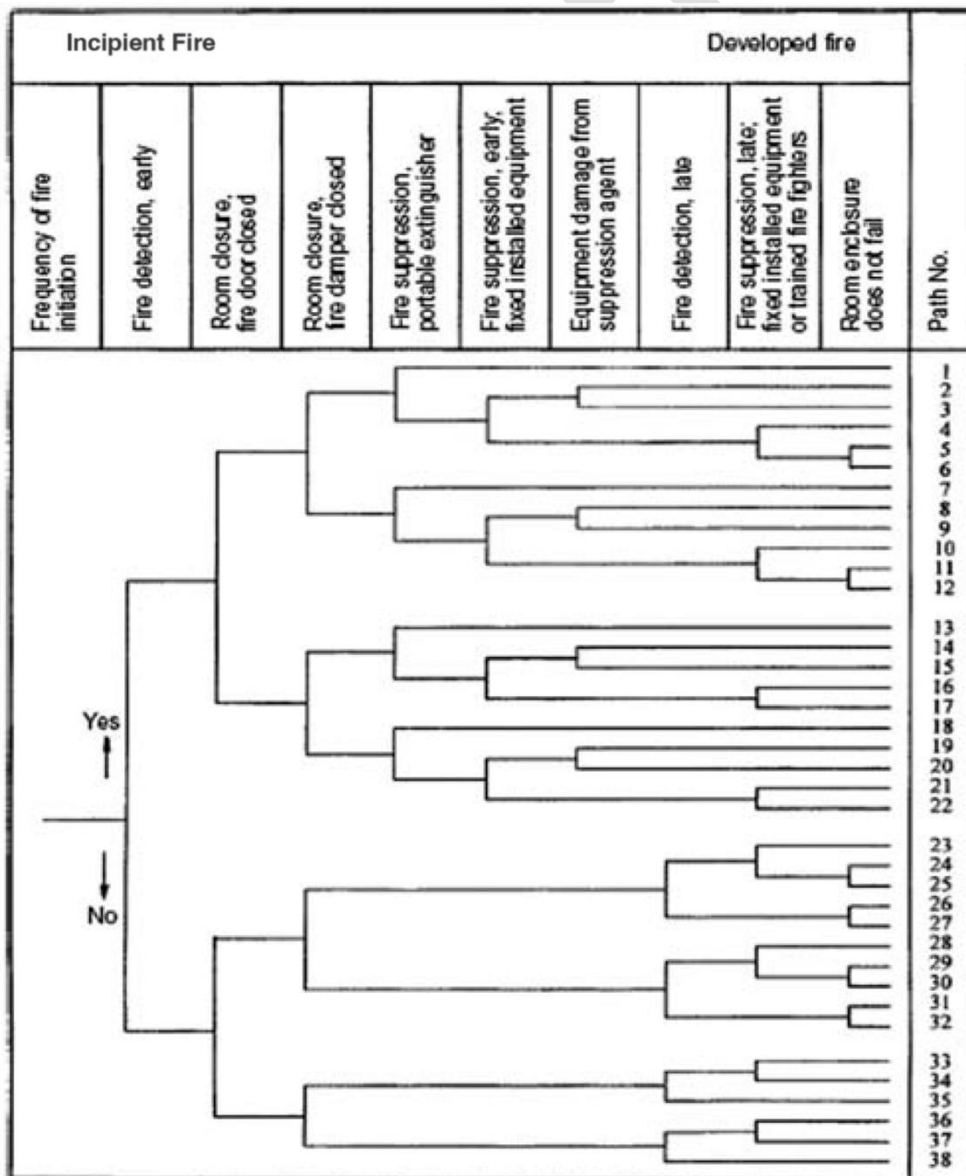 Incipient Fire
Developed fire
Frequency of fire
initiation
Fire detection, early
Room closure,
fire door closed
Room closure,
fire damper closed
Fire suppression,
portable extinguisher
Fire suppression, early;
fixed installed equipment
Equipment damage from
suppression agent
Fire detection, late
Fire suppression, late;
fixed installed equipment
or trained fire fighters
Room enclosure
does not fail
Path No.
1
2
3
4
5
6
7
8
9
10
11
12
13
14
15
16
17
Yes
18
19
20
21
22
23
24
25
No
26
27
28
29
30
31
32
33
34
35
36
37
38